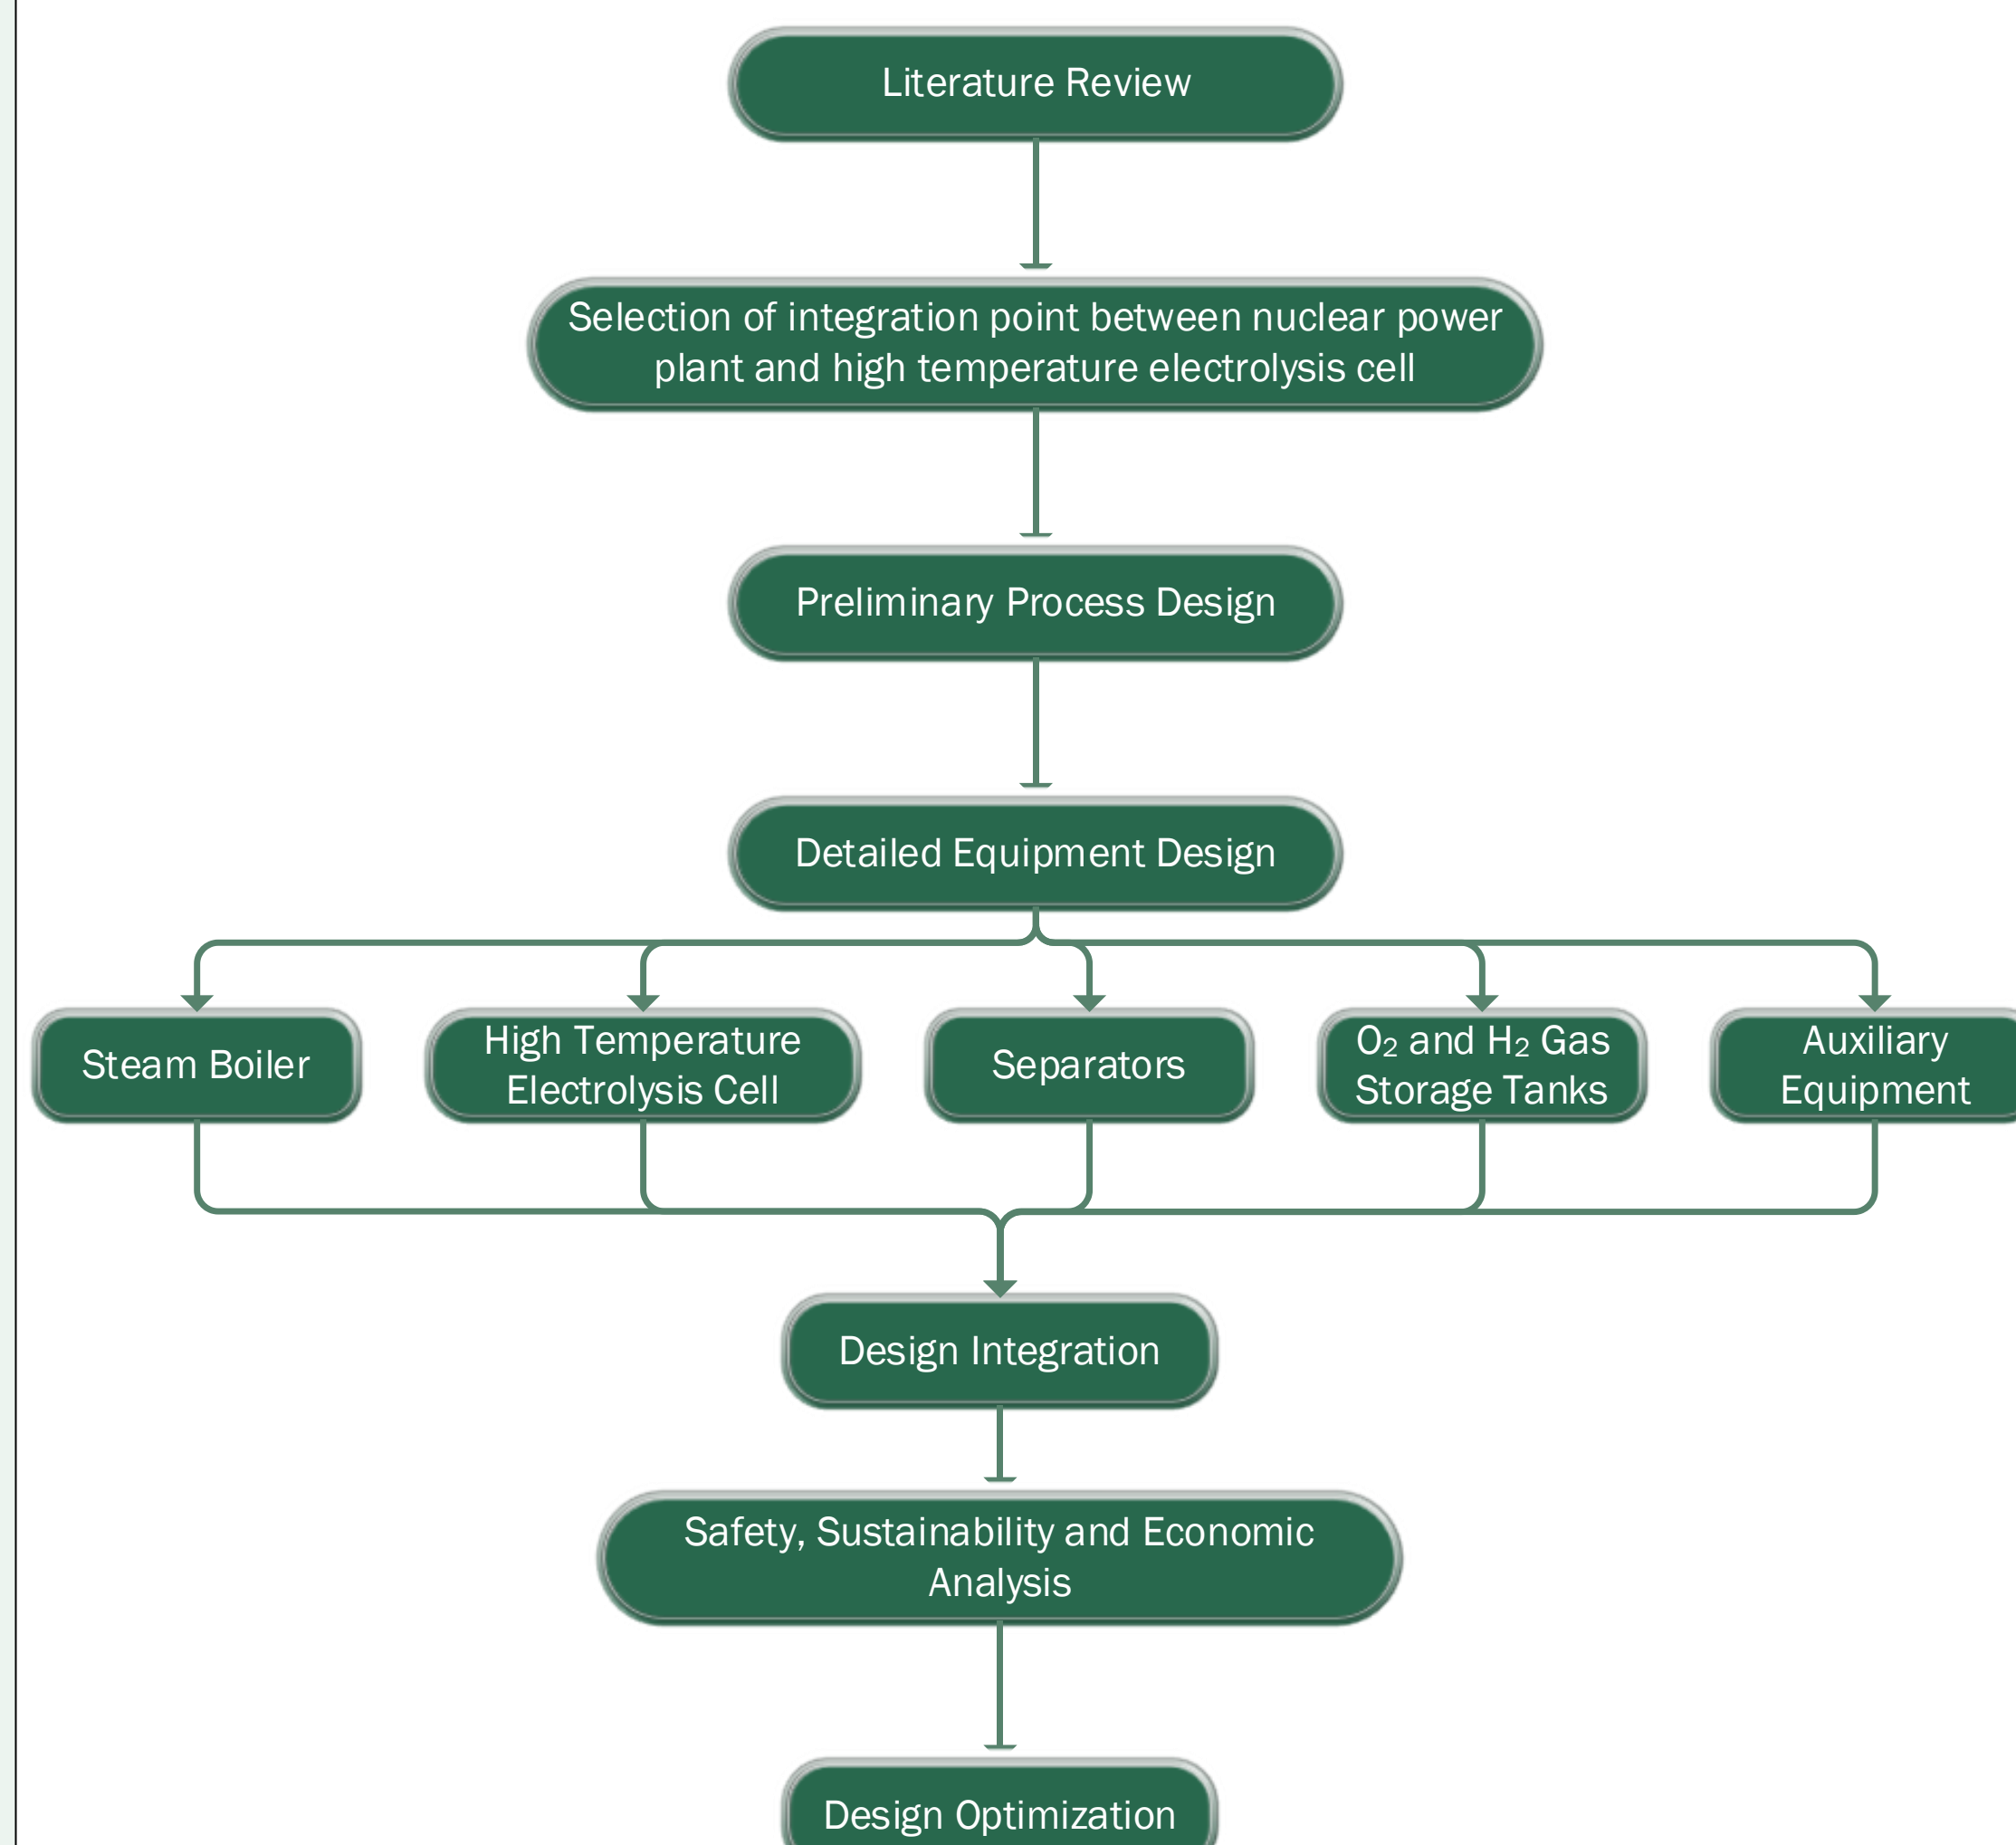 Literature Review
Selection of integration point between nuclear power
plant and high temperature electrolysis cell
Preliminary Process Design
Detailed Equipment Design
Steam Boiler
High Temperature
Electrolysis Cell
Separators
O₂ and H₂ Gas
Storage Tanks
Auxiliary
Equipment
Design Integration
Safety, Sustainability and Economic
Analysis
Design Optimization